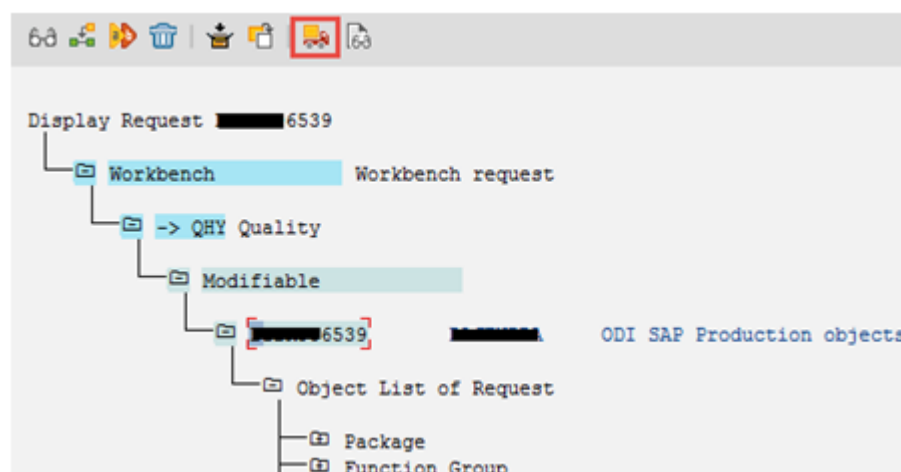 Display Request 6539
Workbench Workbench request
-> QHY Quality
Modifiable
6539 ODI SAP Production objects
Object List of Request
Package
Function Group